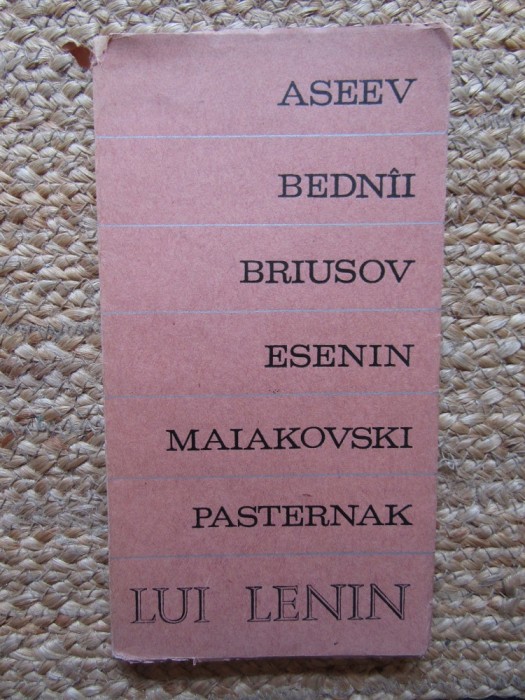 ASEEV
BEDNÎI
BRIUSOV
ESENIN
MAIAKOVSKI
PASTERNAK
LUI LENIN